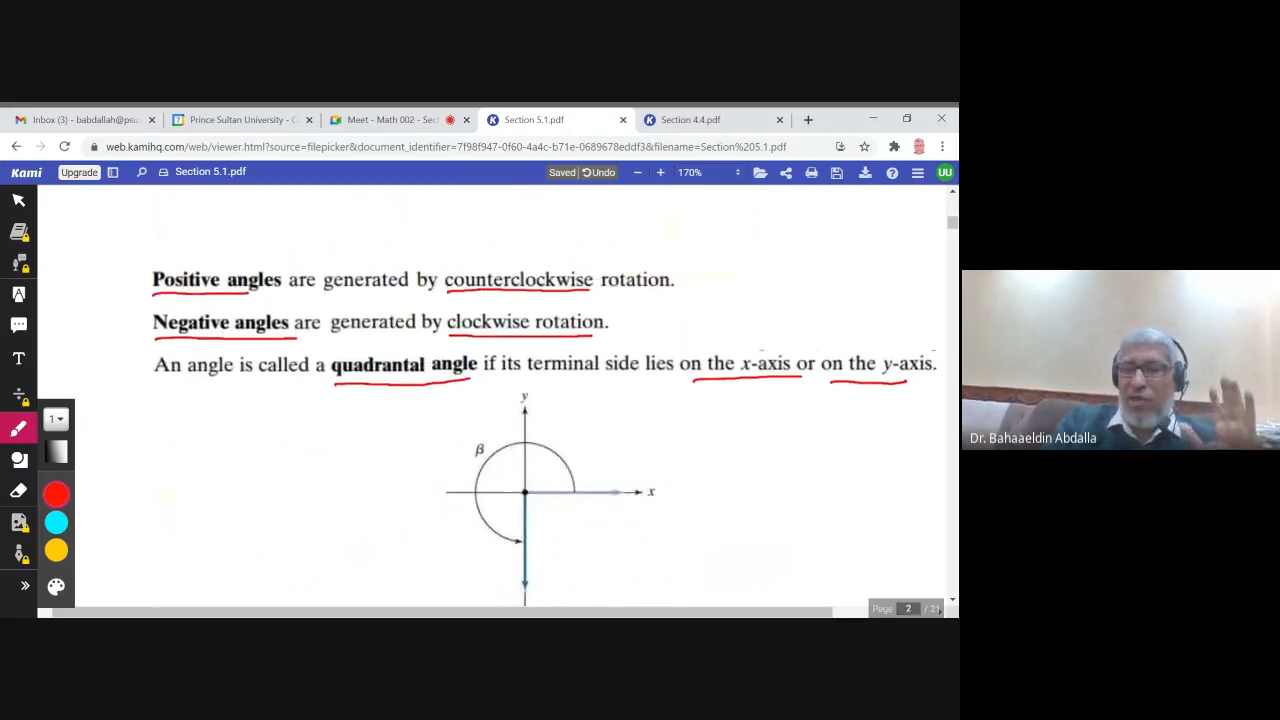 Inbox (3) - babdallah@psu
Prince Sultan University - C
Meet - Math 002 - Sec
Section 5.1.pdf
Section 4.4.pdf
web.kamihq.com/web/viewer.html?source=filepicker&document_identifier=7f98f947-0f60-4a4c-b71e-0689678eddf3&filename=Section%205.1.pdf
Kami Upgrade Section 5.1.pdf Saved Undo 170% UU
Positive angles are generated by counterclockwise rotation.
Negative angles are generated by clockwise rotation.
An angle is called a quadrantal angle if its terminal side lies on the x-axis or on the y-axis.
y
1
β
x
Dr. Bahaaeldin Abdalla
Page 2 / 21